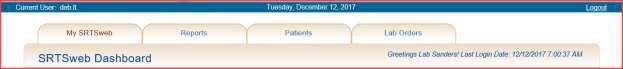 Current User: deb.lt Tuesday, December 12, 2017 Logout
My SRTSweb Reports Patients Lab Orders
SRTSweb Dashboard Greetings Lab Sanders! Last Login Date: 12/12/2017 7:00:37 AM